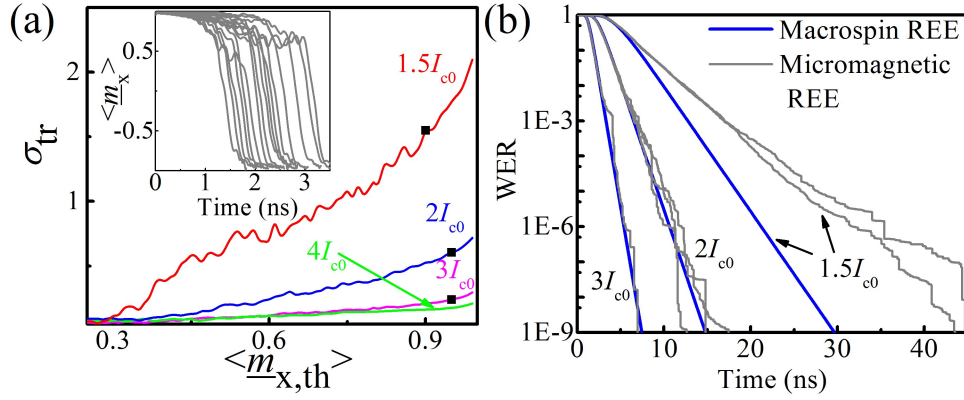 (a)
2
1
0
σtr
0.3
0.6
0.9
<m̲x,th>
1.5Ic0
2Ic0
3Ic0
4Ic0
<m̲x>
0.5
-0.5
0
1
2
3
Time (ns)
(b)
WER
1
1E-3
1E-6
1E-9
0
10
20
30
40
Time (ns)
Macrospin REE
Micromagnetic
REE
3Ic0
2Ic0
1.5Ic0